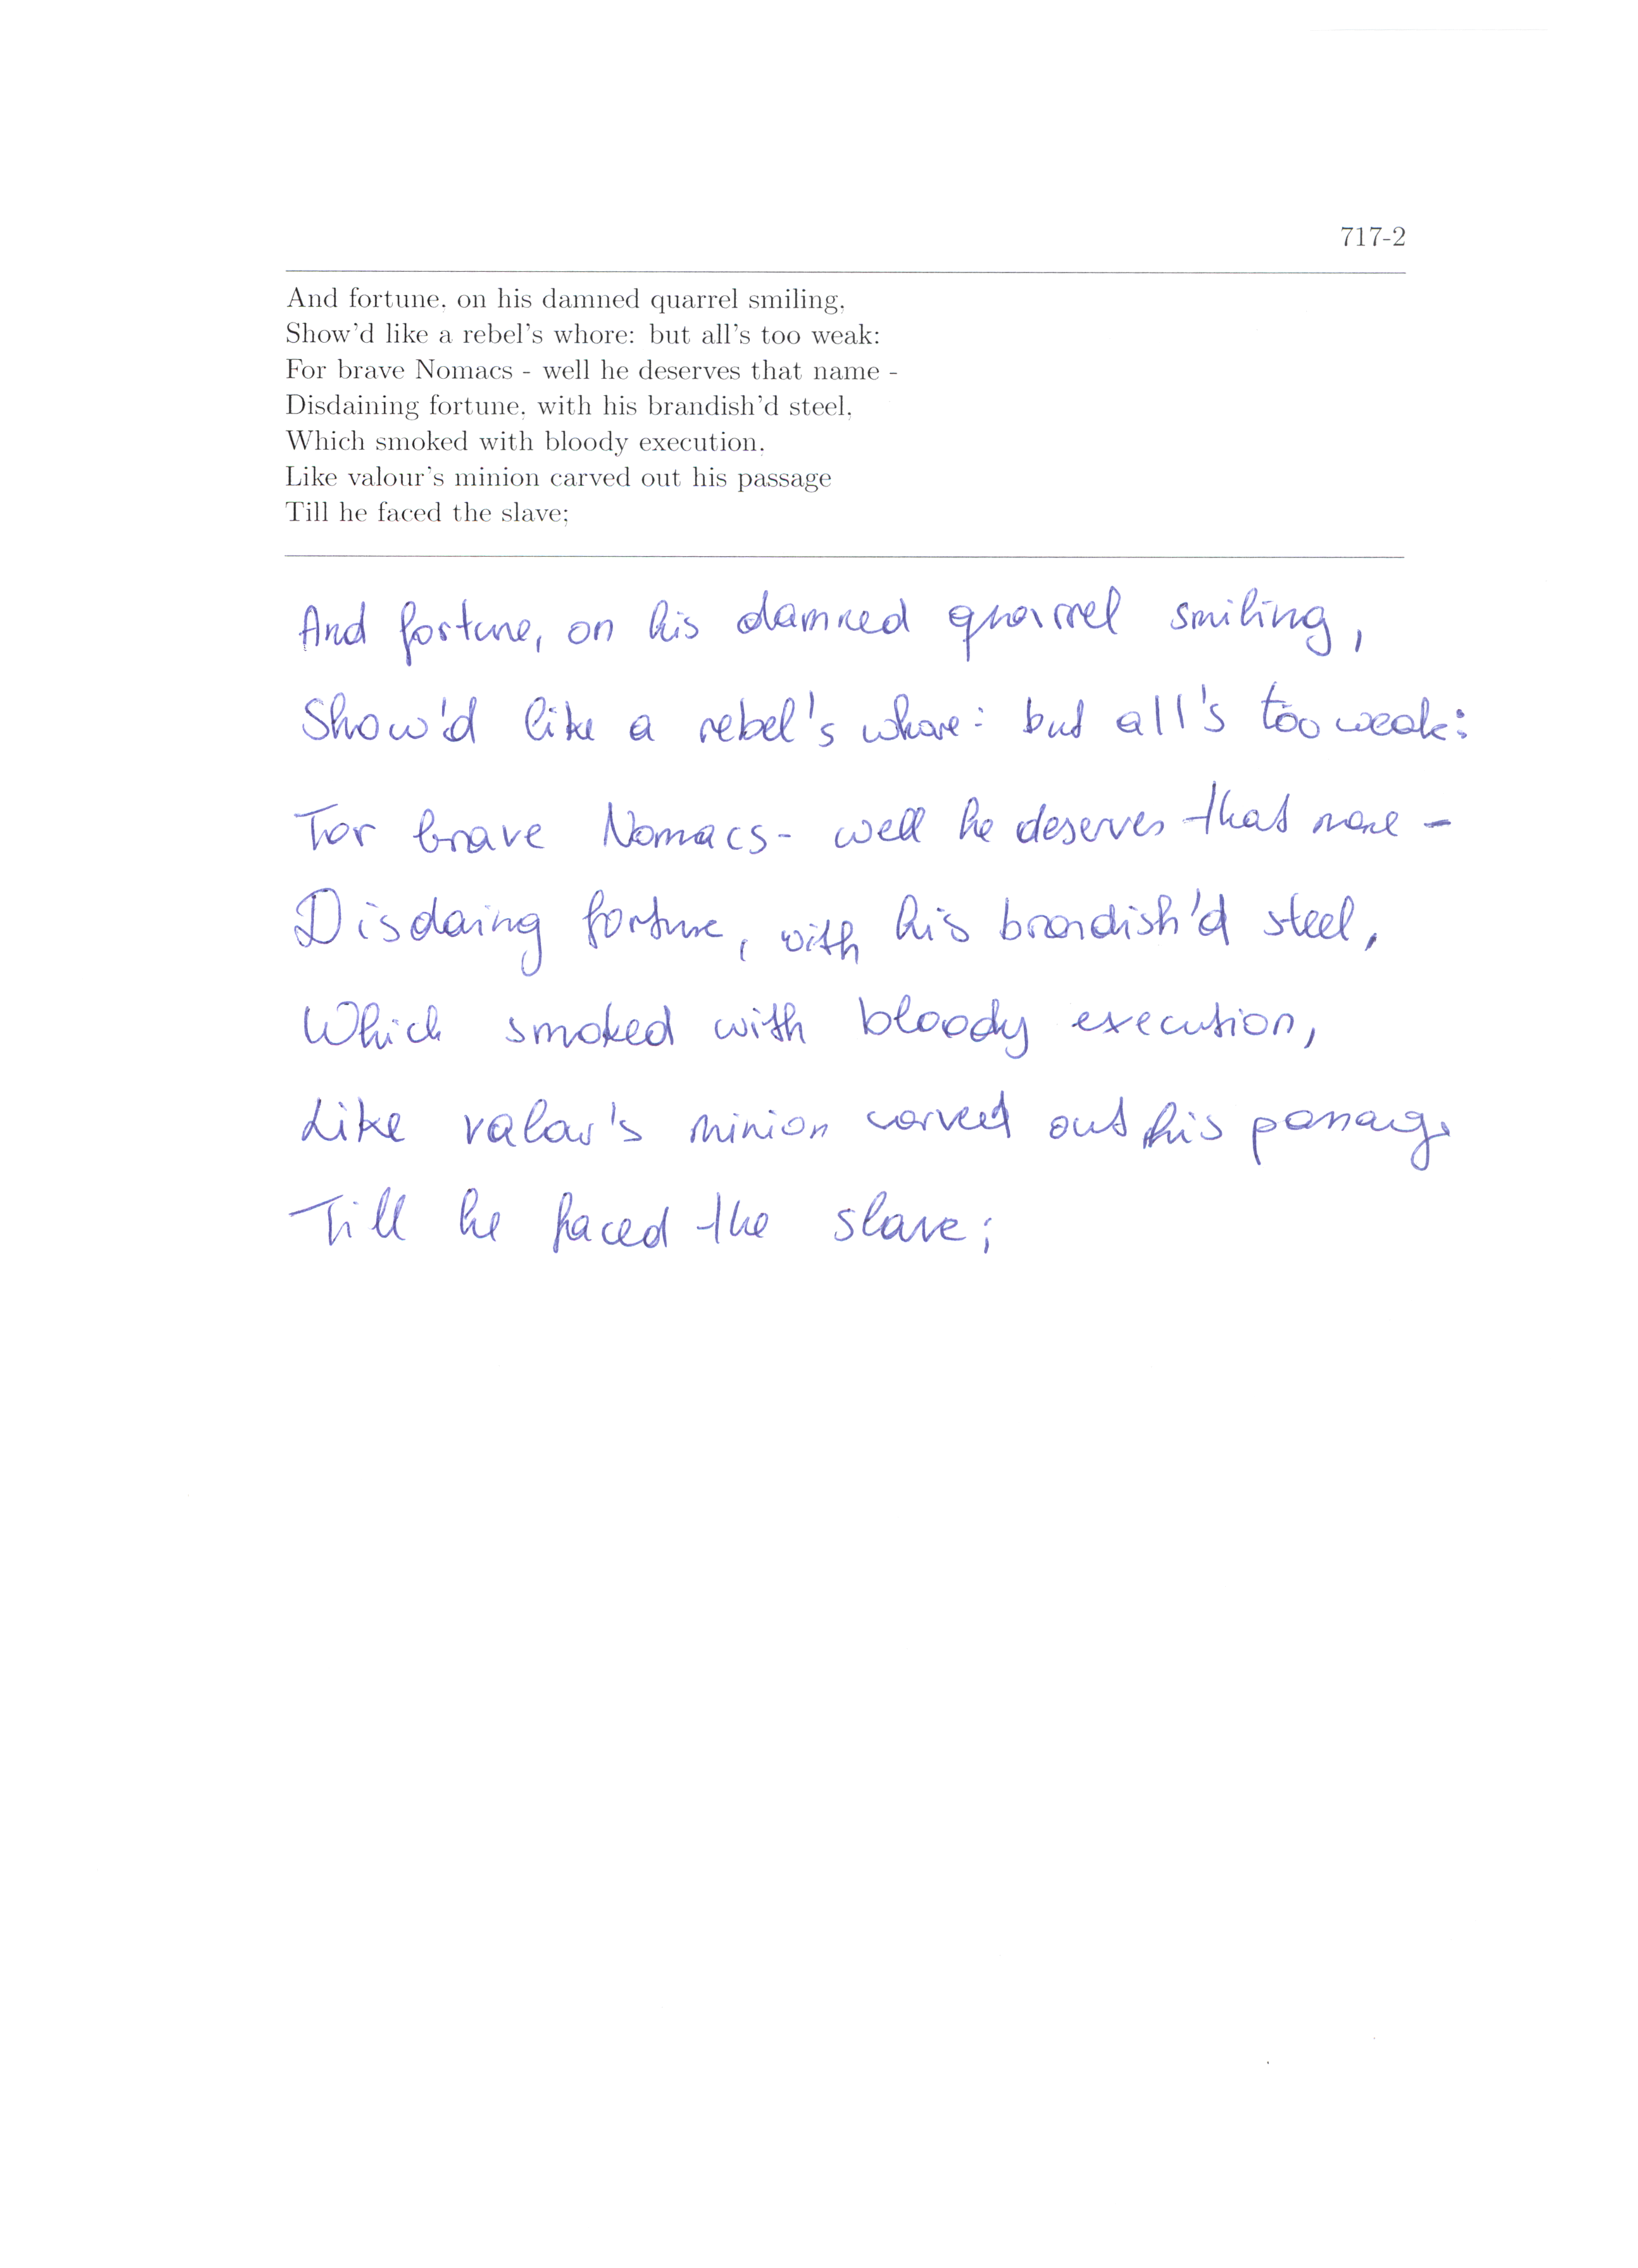 717-2
And fortune, on his damned quarrel smiling,
Show'd like a rebel's whore: but all's too weak:
For brave Nomacs - well he deserves that name -
Disdaining fortune, with his brandish'd steel,
Which smoked with bloody execution,
Like valour's minion carved out his passage
Till he faced the slave;
And fortune, on his damned quarrel smiling,
Show'd like a rebel's whore: but all's too weak:
For brave Nomacs - well he deserves that name -
Disdaing fortune, with his brandish'd steel,
Which smoked with bloody execution,
Like valour's minion carved out his passage
Till he faced the slave;